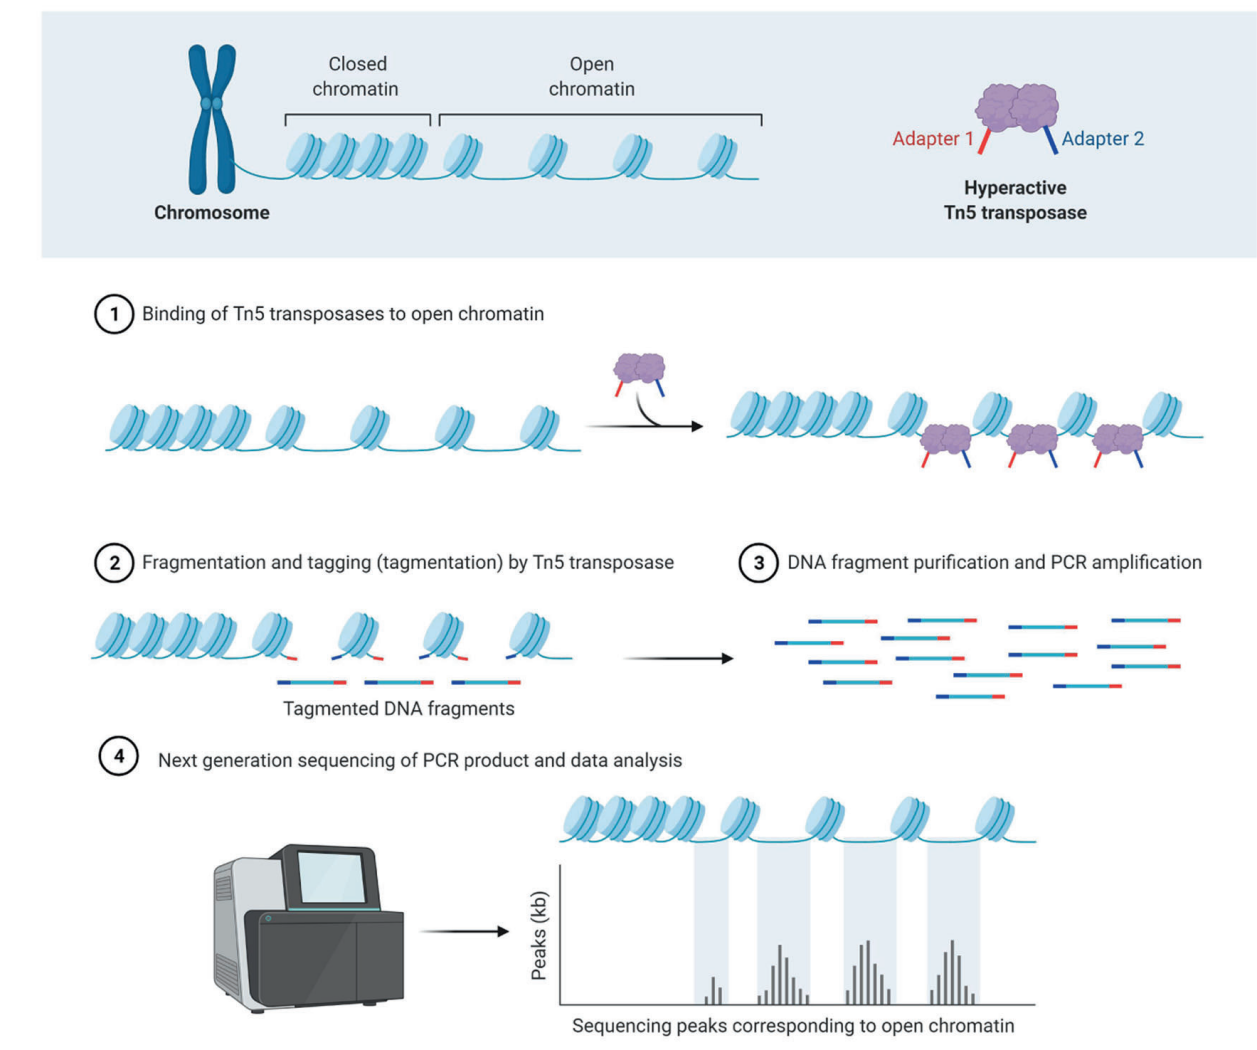 Closed
chromatin
Open
chromatin
Adapter 1
Adapter 2
Chromosome
Hyperactive
Tn5 transposase
1 Binding of Tn5 transposases to open chromatin
2 Fragmentation and tagging (tagmentation) by Tn5 transposase
3 DNA fragment purification and PCR amplification
Tagmented DNA fragments
4 Next generation sequencing of PCR product and data analysis
Peaks (kb)
Sequencing peaks corresponding to open chromatin